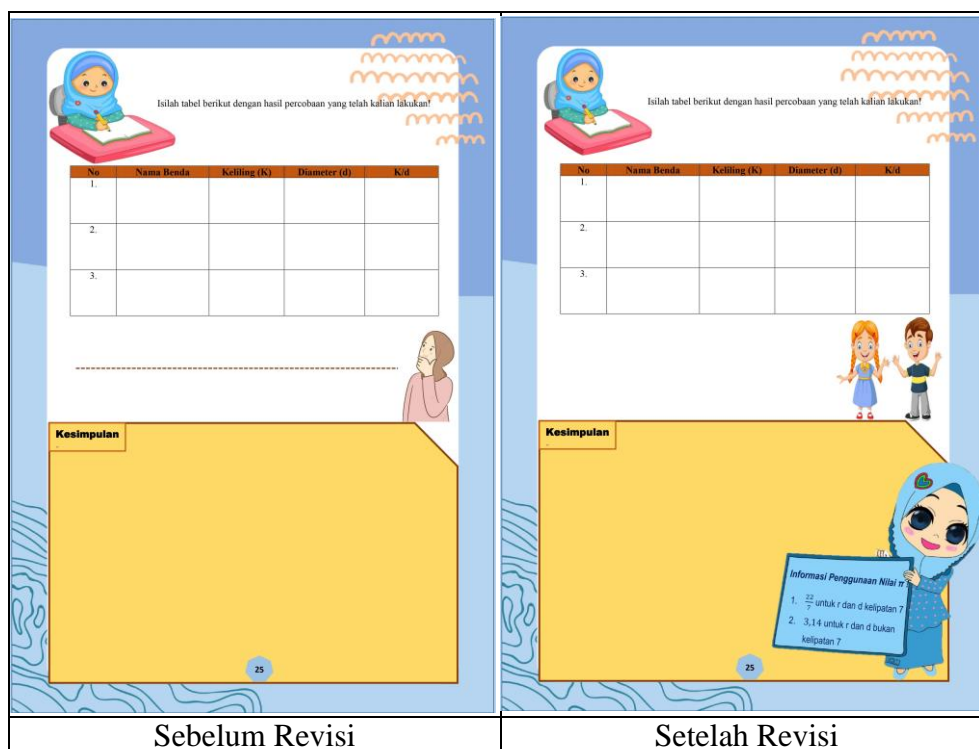 Isilah tabel berikut dengan hasil percobaan yang telah kalian lakukan!
No Nama Benda Keliling (K) Diameter (d) K/d
1.
2.
3.
Kesimpulan
25
Isilah tabel berikut dengan hasil percobaan yang telah kalian lakukan!
No Nama Benda Keliling (K) Diameter (d) K/d
1.
2.
3.
Kesimpulan
Informasi Penggunaan Nilai π
1. 22/7 untuk r dan d kelipatan 7
2. 3,14 untuk r dan d bukan
kelipatan 7
25
Sebelum Revisi
Setelah Revisi